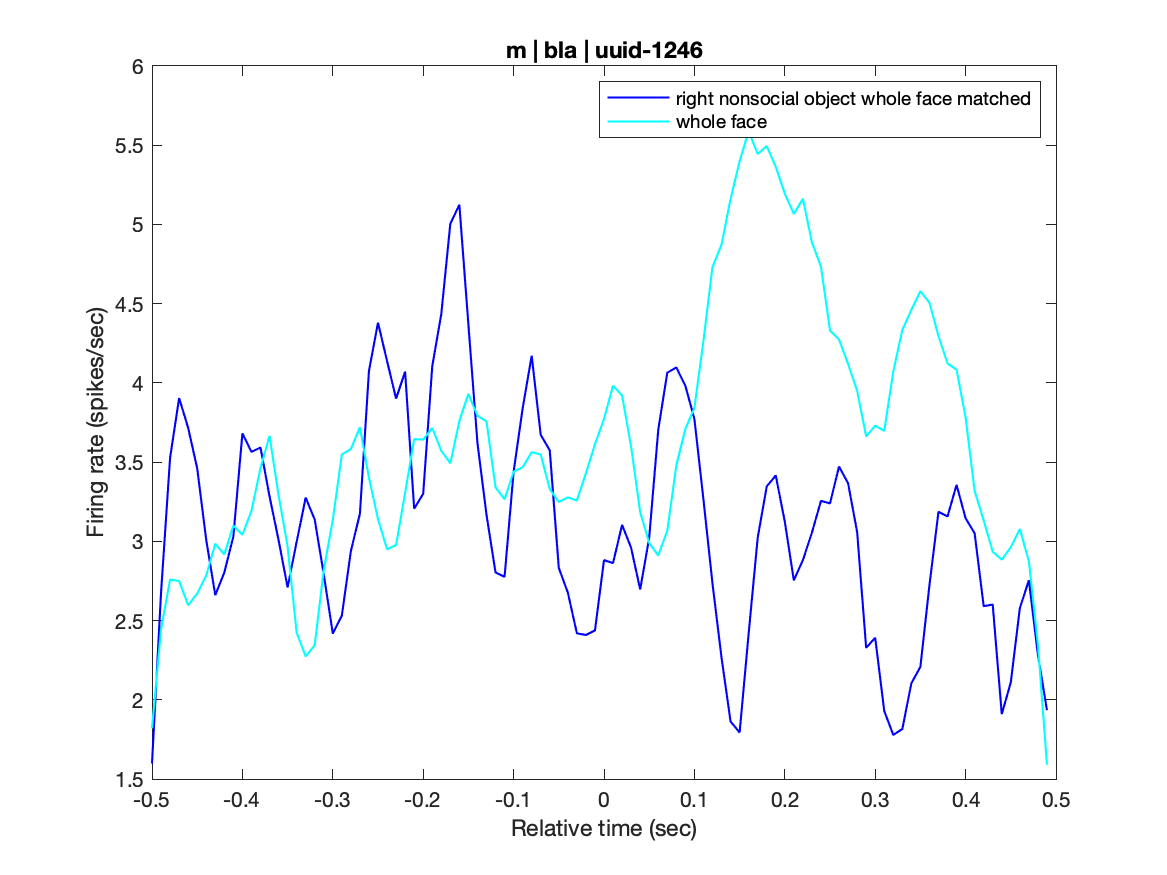 m | bla | uuid-1246
right nonsocial object whole face matched
whole face
Firing rate (spikes/sec)
6
5.5
5
4.5
4
3.5
3
2.5
2
1.5
-0.5 -0.4 -0.3 -0.2 -0.1 0 0.1 0.2 0.3 0.4 0.5
Relative time (sec)